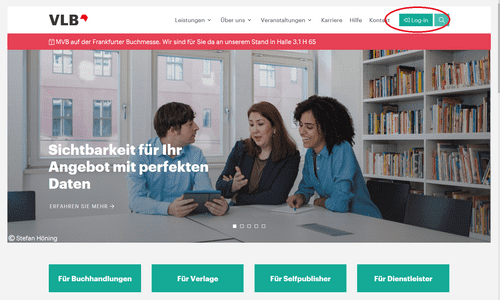 VLB
Leistungen Über uns Veranstaltungen Karriere Hilfe Kontakt Log-in
MVB auf der Frankfurter Buchmesse. Wir sind für Sie da an unserem Stand in Halle 3.1 H 65
Sichtbarkeit für Ihr
Angebot mit perfekten
Daten
ERFAHREN SIE MEHR →
© Stefan Höning
Für Buchhandlungen Für Verlage Für Selfpublisher Für Dienstleister